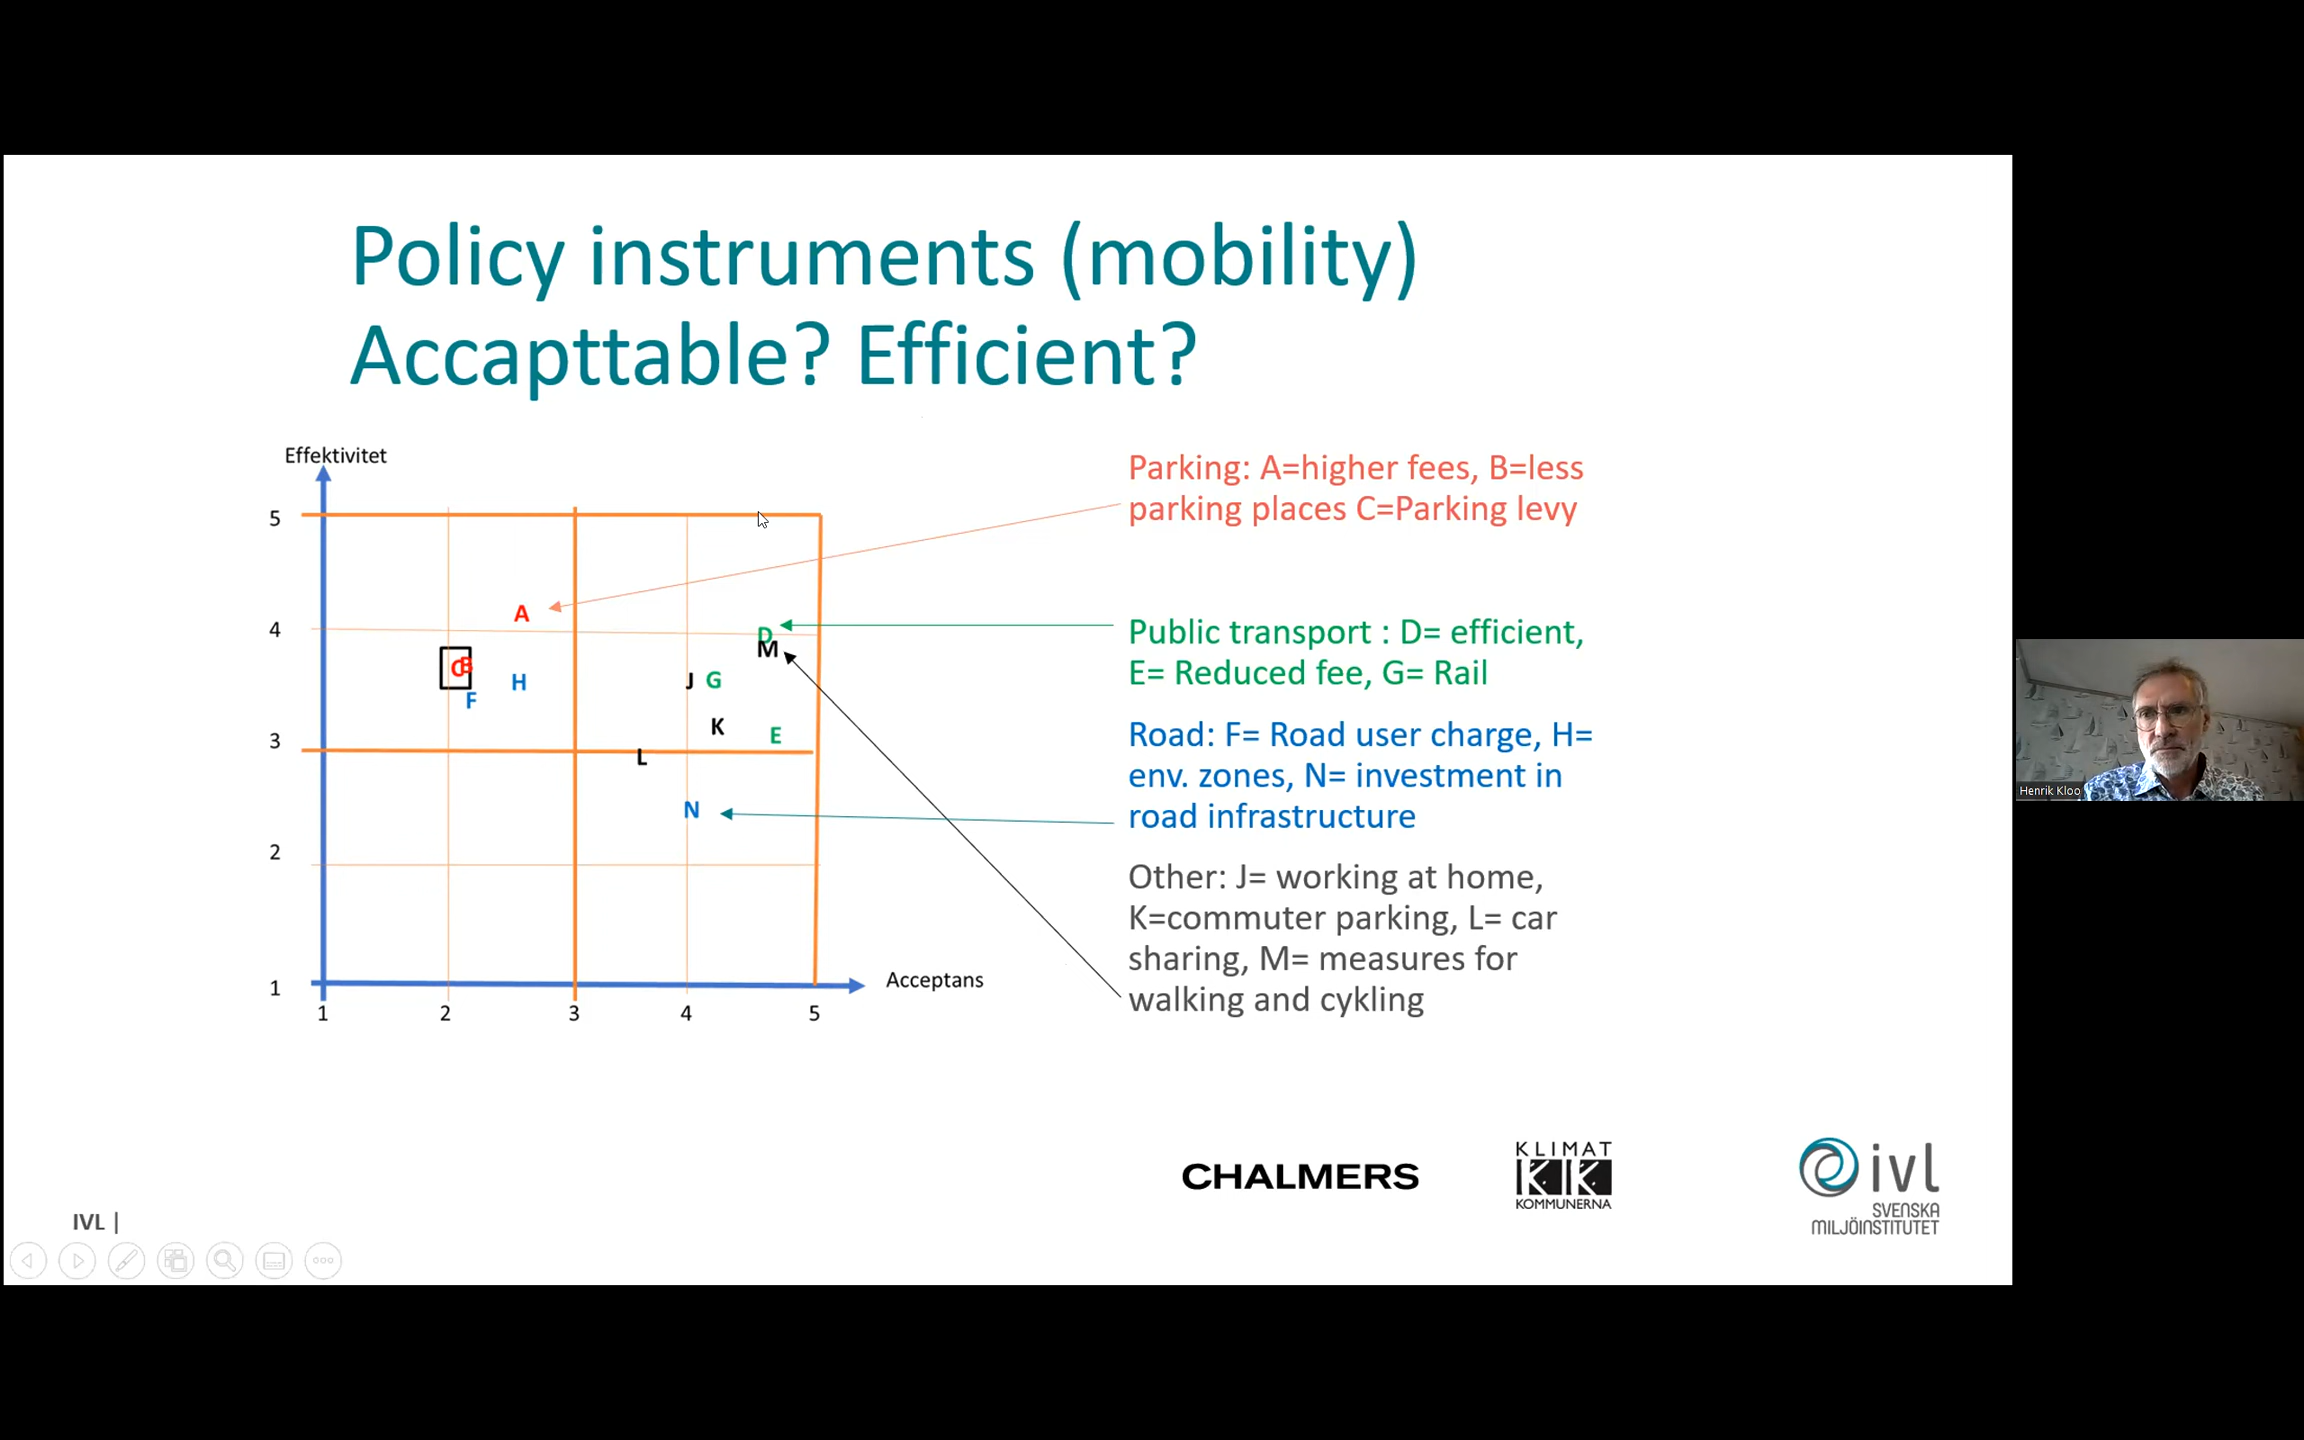 Policy instruments (mobility)
Accapttable? Efficient?
Effektivitet
5
4
3
2
1
1
2
3
4
5
Acceptans
A
C
B
F
H
D
M
J
G
K
E
L
N
Parking: A=higher fees, B=less
parking places C=Parking levy
Public transport : D= efficient,
E= Reduced fee, G= Rail
Road: F= Road user charge, H=
env. zones, N= investment in
road infrastructure
Other: J= working at home,
K=commuter parking, L= car
sharing, M= measures for
walking and cykling
Henrik Kloo
CHALMERS
KLIMAT
KK
KOMMUNERNA
ivl
SVENSKA
MILJÖINSTITUTET
IVL |